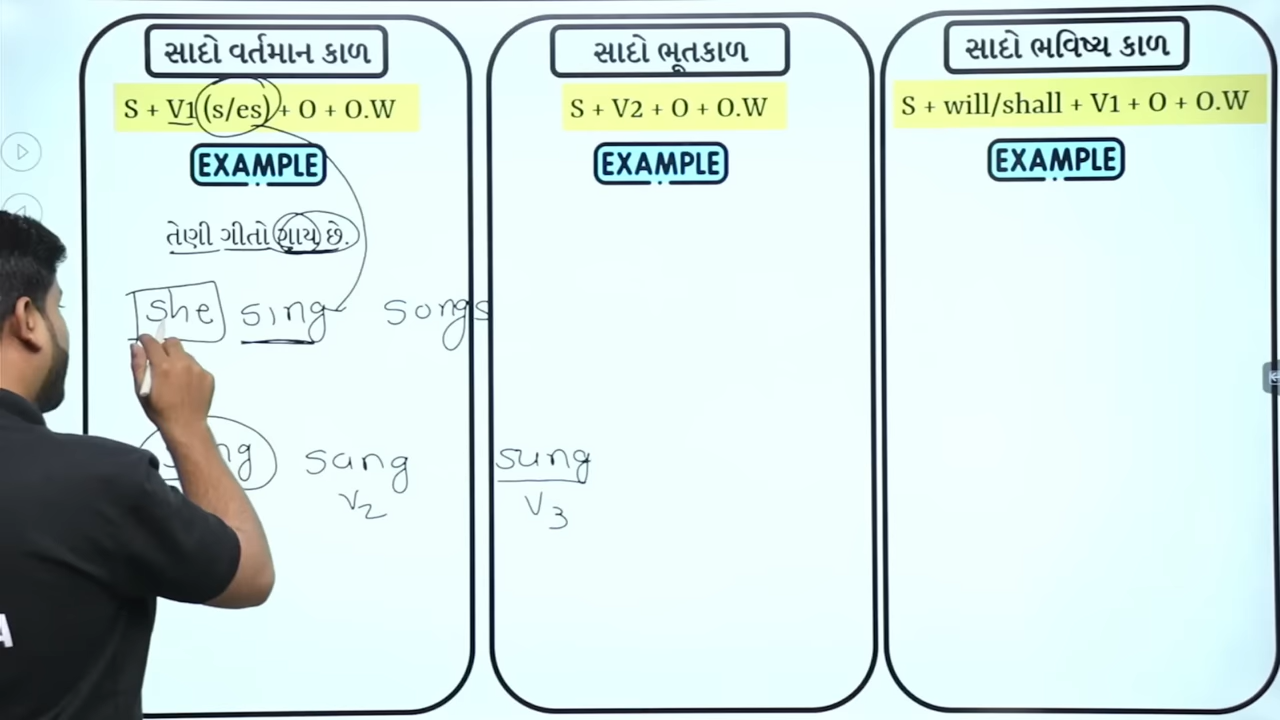 સાદો વર્તમાન કાળ
S + V1 (s/es) + O + O.W
EXAMPLE
તેણી ગીતો ગાય છે.
she sing songs
sang sung
V2 V3
સાદો ભૂતકાળ
S + V2 + O + O.W
EXAMPLE
સાદો ભવિષ્ય કાળ
S + will/shall + V1 + O + O.W
EXAMPLE
A